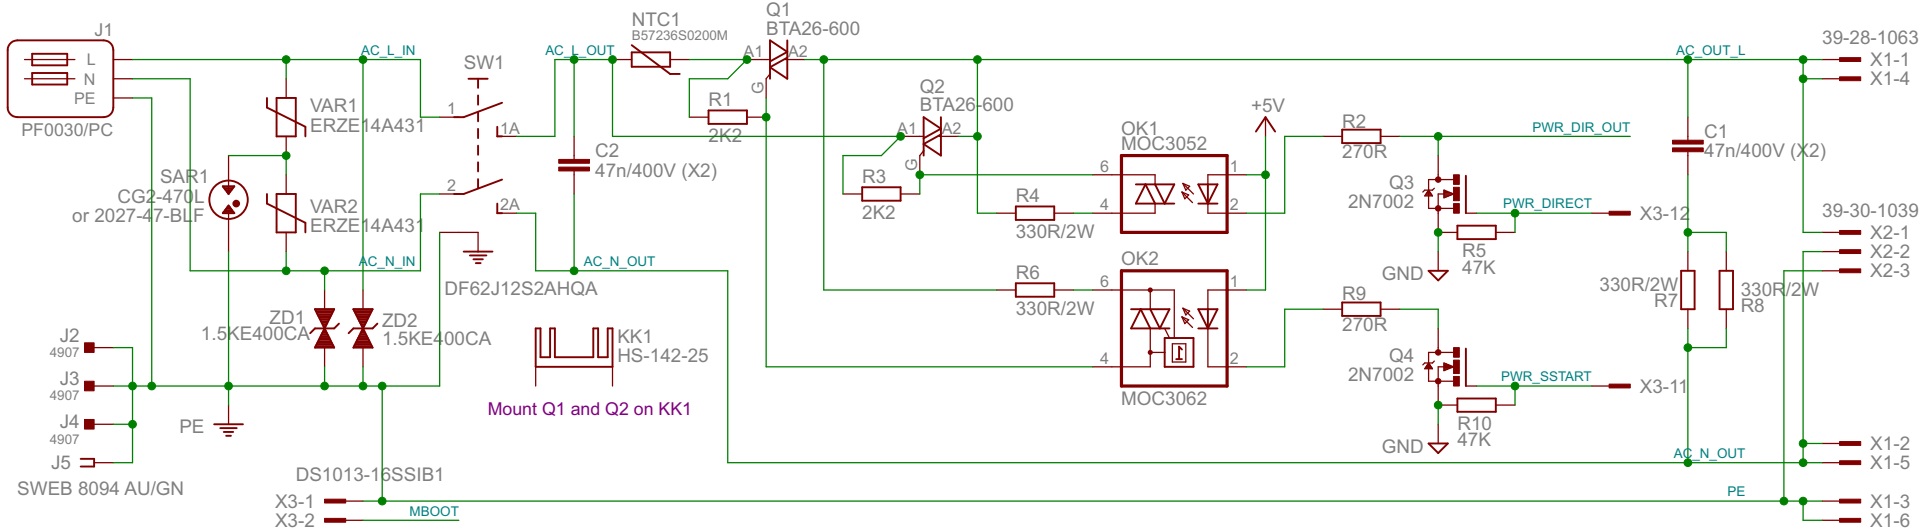 J1
L
N
PE
PF0030/PC
AC_L_IN
VAR1
ERZE14A431
SAR1
CG2-470L
or 2027-47-BLF
VAR2
ERZE14A431
AC_N_IN
ZD1
1.5KE400CA
ZD2
1.5KE400CA
J2
4907
J3
4907
J4
4907
J5
SWEB 8094 AU/GN
PE
DS1013-16SSIB1
X3-1
X3-2
MBOOT
SW1
1
1A
2
2A
DF62J12S2AHQA
AC_L_OUT
C2
47n/400V (X2)
AC_N_OUT
KK1
HS-142-25
Mount Q1 and Q2 on KK1
NTC1
B57236S0200M
Q1
BTA26-600
A1
A2
G
R1
2K2
Q2
BTA26-600
A1
A2
G
R3
2K2
R4
330R/2W
R6
330R/2W
OK1
MOC3052
6
4
1
2
OK2
6
4
1
2
MOC3062
+5V
R2
270R
R9
270R
PWR_DIR_OUT
Q3
2N7002
PWR_DIRECT
X3-12
R5
47K
GND
Q4
2N7002
PWR_SSTART
X3-11
R10
47K
GND
AC_OUT_L
C1
47n/400V (X2)
330R/2W
R7
330R/2W
R8
AC_N_OUT
PE
39-28-1063
X1-1
X1-4
39-30-1039
X2-1
X2-2
X2-3
X1-2
X1-5
X1-3
X1-6